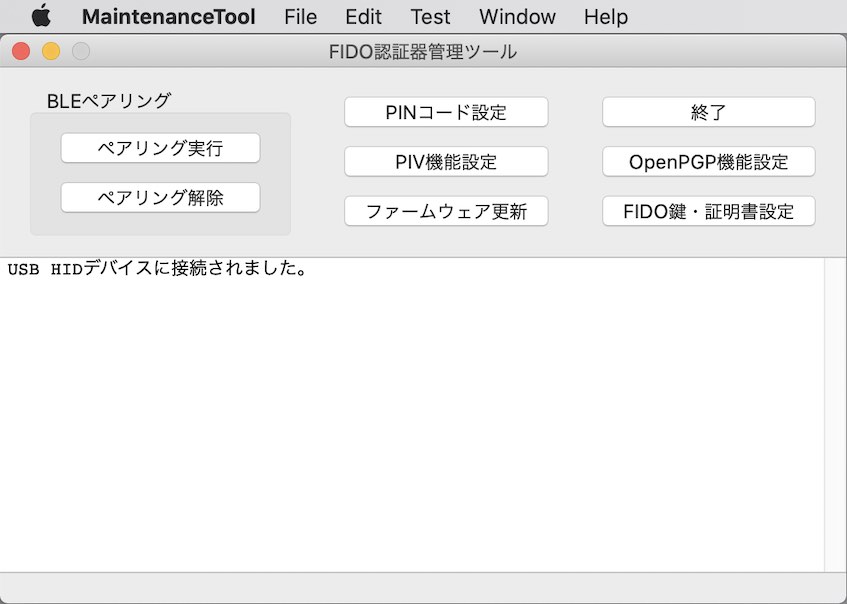 MaintenanceTool File Edit Test Window Help
FIDO認証器管理ツール
BLEペアリング
ペアリング実行
ペアリング解除
PINコード設定
PIV機能設定
ファームウェア更新
終了
OpenPGP機能設定
FIDO鍵・証明書設定
USB HIDデバイスに接続されました。